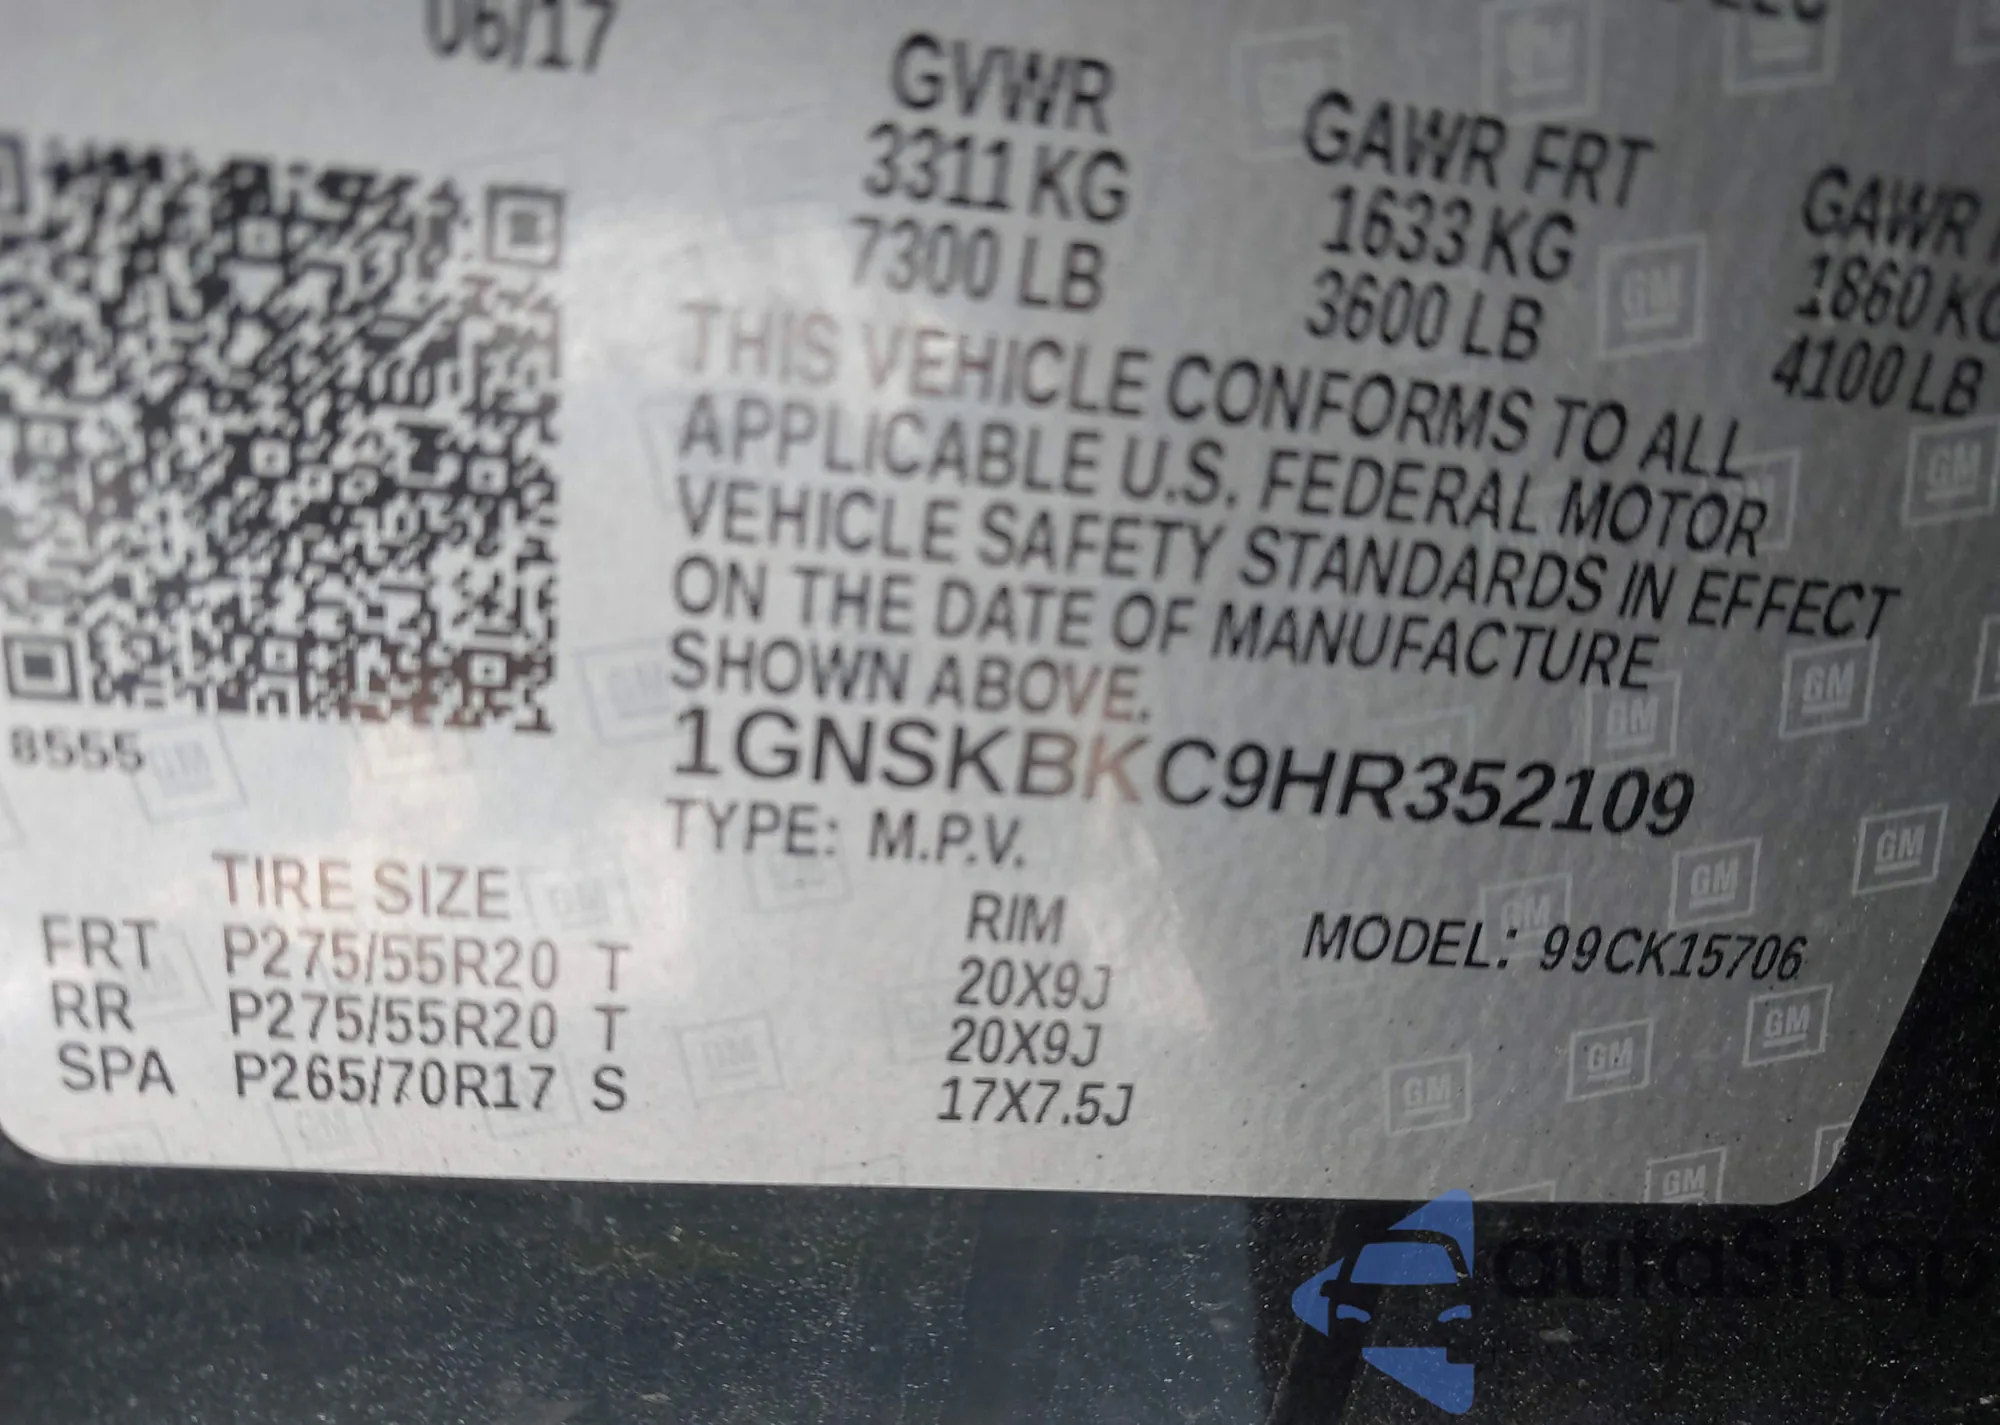 06/17
GVWR
3311 KG
7300 LB
GAWR FRT
1633 KG
3600 LB
GAWR
1860 KG
4100 LB
THIS VEHICLE CONFORMS TO ALL
APPLICABLE U.S. FEDERAL MOTOR
VEHICLE SAFETY STANDARDS IN EFFECT
ON THE DATE OF MANUFACTURE
SHOWN ABOVE.
1GNSKBKC9HR352109
TYPE: M.P.V.
8555
TIRE SIZE
RIM
MODEL: 99CK15706
FRT P275/55R20 T 20X9J
RR P275/55R20 T 20X9J
SPA P265/70R17 S 17X7.5J
GM
autaSnap